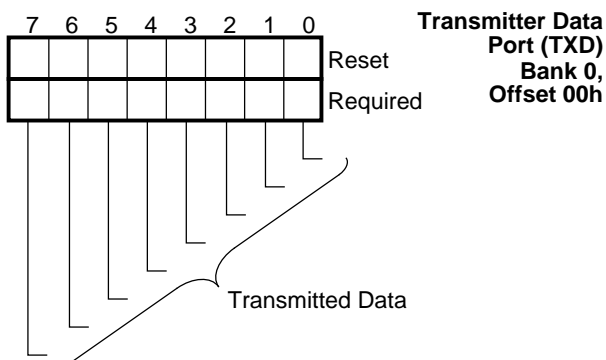 7 6 5 4 3 2 1 0
Transmitter Data
Port (TXD)
Bank 0,
Offset 00h
Reset
Required
Transmitted Data